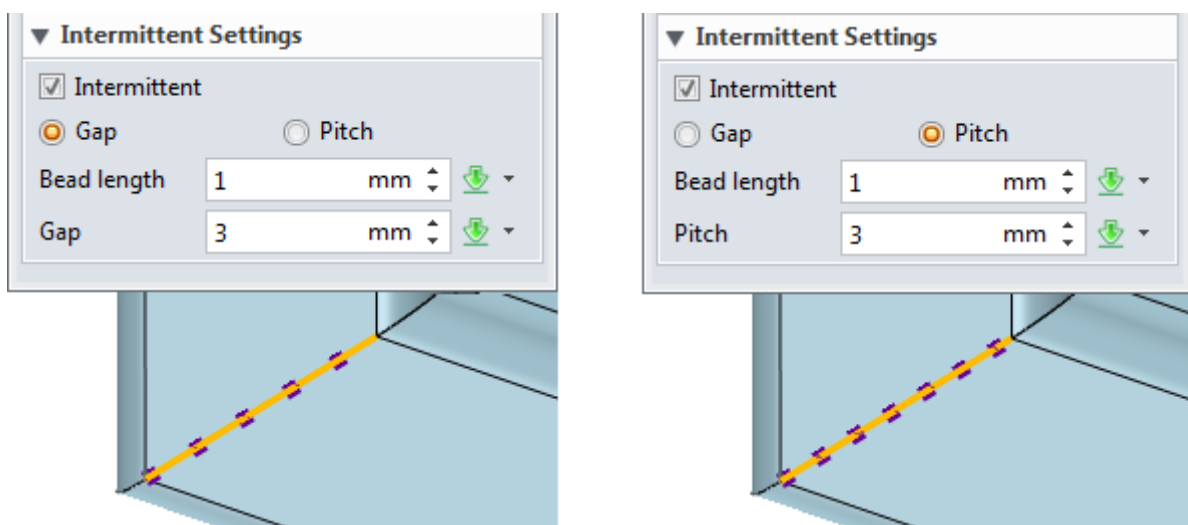 Intermittent Settings
Intermittent
Gap Pitch
Bead length 1 mm
Gap 3 mm
Intermittent Settings
Intermittent
Gap Pitch
Bead length 1 mm
Pitch 3 mm